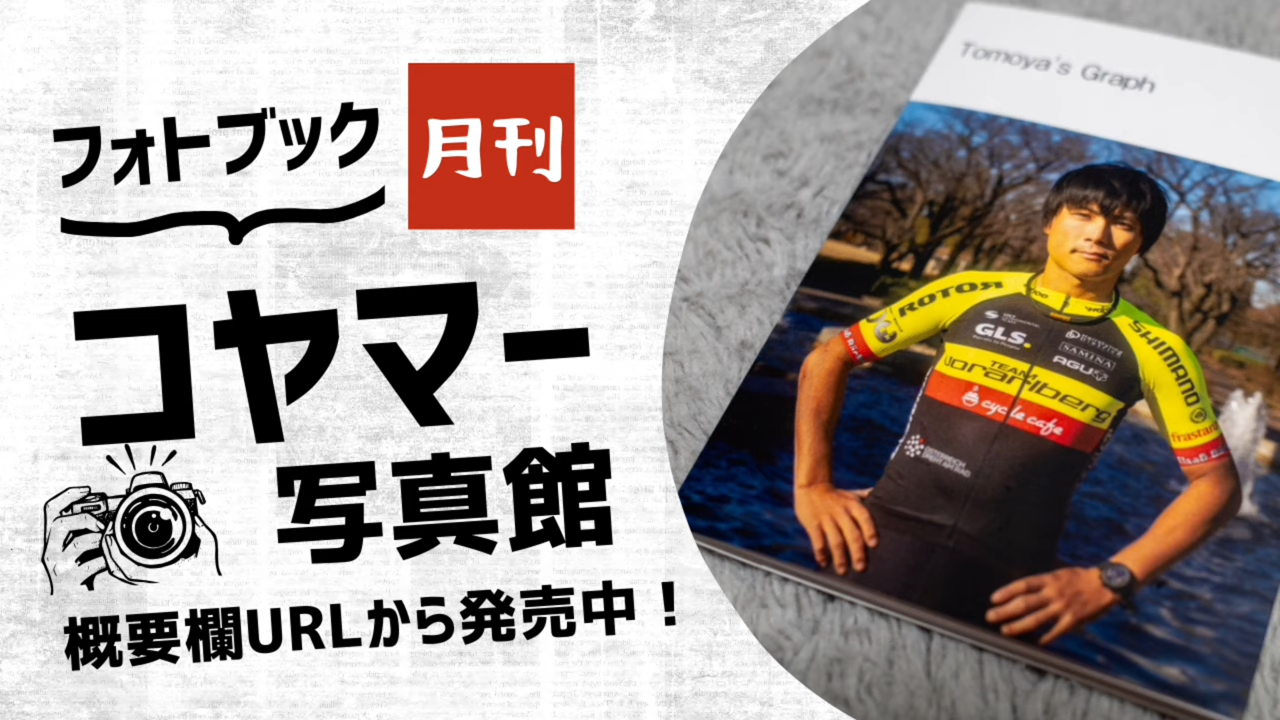 フォトブック
月刊
コヤマー
写真館
概要欄URLから発売中！
Tomoya's Graph
ROTOR
SHIMANO
GLS.
SAMINA
AGU
TEAM
Vorarlberg
cycle cafe
frastanz